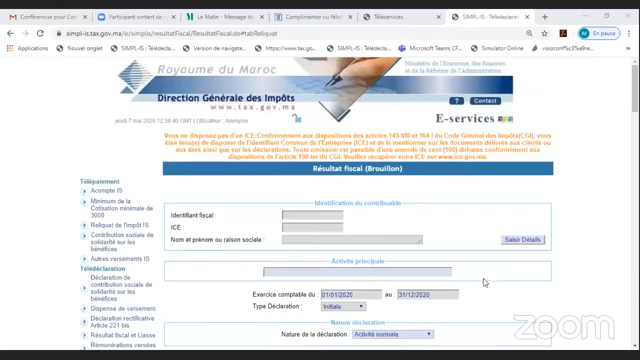 Conférences pour Con
Participant sortant de
Le Matin - Message du
Complimenter ou félic
Téléservices
SIMPL-IS : Télédéclara
simpl-is.tax.gov.ma/is/simplis/resultatFiscal/ResultatFiscal.do#tabReliquat
M En pause
Applications
Nouvel onglet
SIMPL-IS : Télédécl...
https://www.tax.go...
Microsoft Teams CF
Simulator Online
visioconf%c3%a9ren...
Royaume du Maroc
Ministère de l'Economie, des Finances
et de la Réforme de l'Administration
Direction Générale des Impôts
www.tax.gov.ma
? Contact
E-services
jeudi 7 mai 2020 - 12:56:40 GMT | Utilisateur : Anonyme
Vous ne disposez pas d'un ICE:Conformément aux dispositions des articles 145-VIII et 164 I du Code Général des Impôts(CGI), vous
êtes tenu(e) de disposer de l'Identifiant Commun de l'Entreprise (ICE) et de le mentionner sur les documents délivrés aux clients ou
aux tiers ainsi que sur les déclarations. Toute omission est passible d'une amende de cent (100) dirhams conformément aux
dispositions de l'article 198 ter du CGI. Veuillez récupérer votre ICE sur www.ice.gov.ma.
Résultat fiscal (Brouillon)
Télépaiement
Acompte IS
Minimum de la
Cotisation minimale de
3000
Reliquat de l'impôt IS
Contribution sociale de
solidarité sur les
bénéfices
Autres versements IS
Télédéclaration
Déclaration de
contribution sociale de
solidarité sur les
bénéfices
Dispense de versement
Déclaration rectificative
Article 221 bis
Résultat fiscal et Liasse
Rémunérations versées
Identification du contribuable
Identifiant fiscal :
ICE :
Nom et prénom ou raison sociale :
Saisir Détails
Activité principale
Exercice comptable du : 01/01/2020 au : 31/12/2020
Type Déclaration : Initiale
Nature déclaration
Nature de la déclaration : Activité normale
zoom